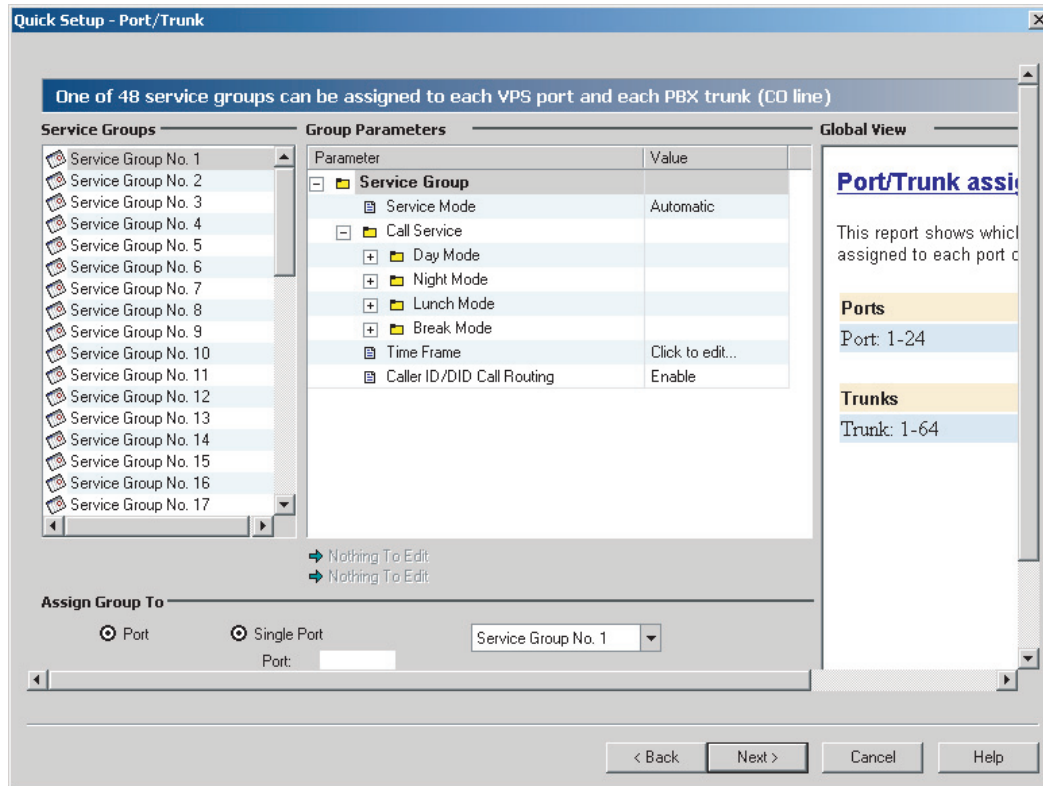 Quick Setup - Port/Trunk
One of 48 service groups can be assigned to each VPS port and each PBX trunk (CO line)
Service Groups
Service Group No. 1
Service Group No. 2
Service Group No. 3
Service Group No. 4
Service Group No. 5
Service Group No. 6
Service Group No. 7
Service Group No. 8
Service Group No. 9
Service Group No. 10
Service Group No. 11
Service Group No. 12
Service Group No. 13
Service Group No. 14
Service Group No. 15
Service Group No. 16
Service Group No. 17
Group Parameters
Parameter Value
Service Group
Service Mode Automatic
Call Service
Day Mode
Night Mode
Lunch Mode
Break Mode
Time Frame Click to edit...
Caller ID/DID Call Routing Enable
Nothing To Edit
Nothing To Edit
Global View
Port/Trunk assi
This report shows whicl
assigned to each port
Ports
Port: 1-24
Trunks
Trunk: 1-64
Assign Group To
Port Single Port Service Group No. 1
Port:
< Back Next > Cancel Help